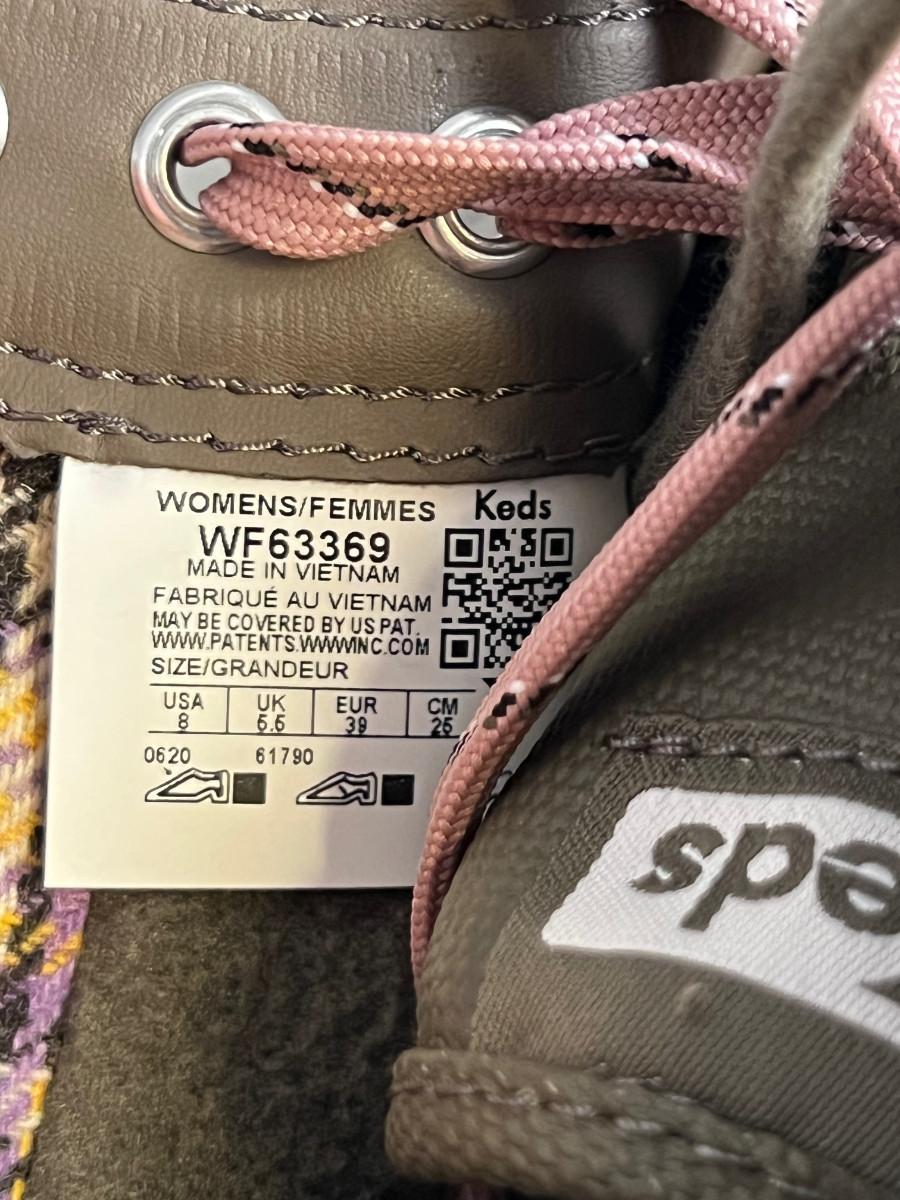 WOMENS/FEMMES
Keds
WF63369
MADE IN VIETNAM
FABRIQUÉ AU VIETNAM
MAY BE COVERED BY US PAT.
WWW.PATENTS.WWWINC.COM
SIZE/GRANDEUR
USA UK EUR CM
8 5.5 39 25
0620 61790
eds